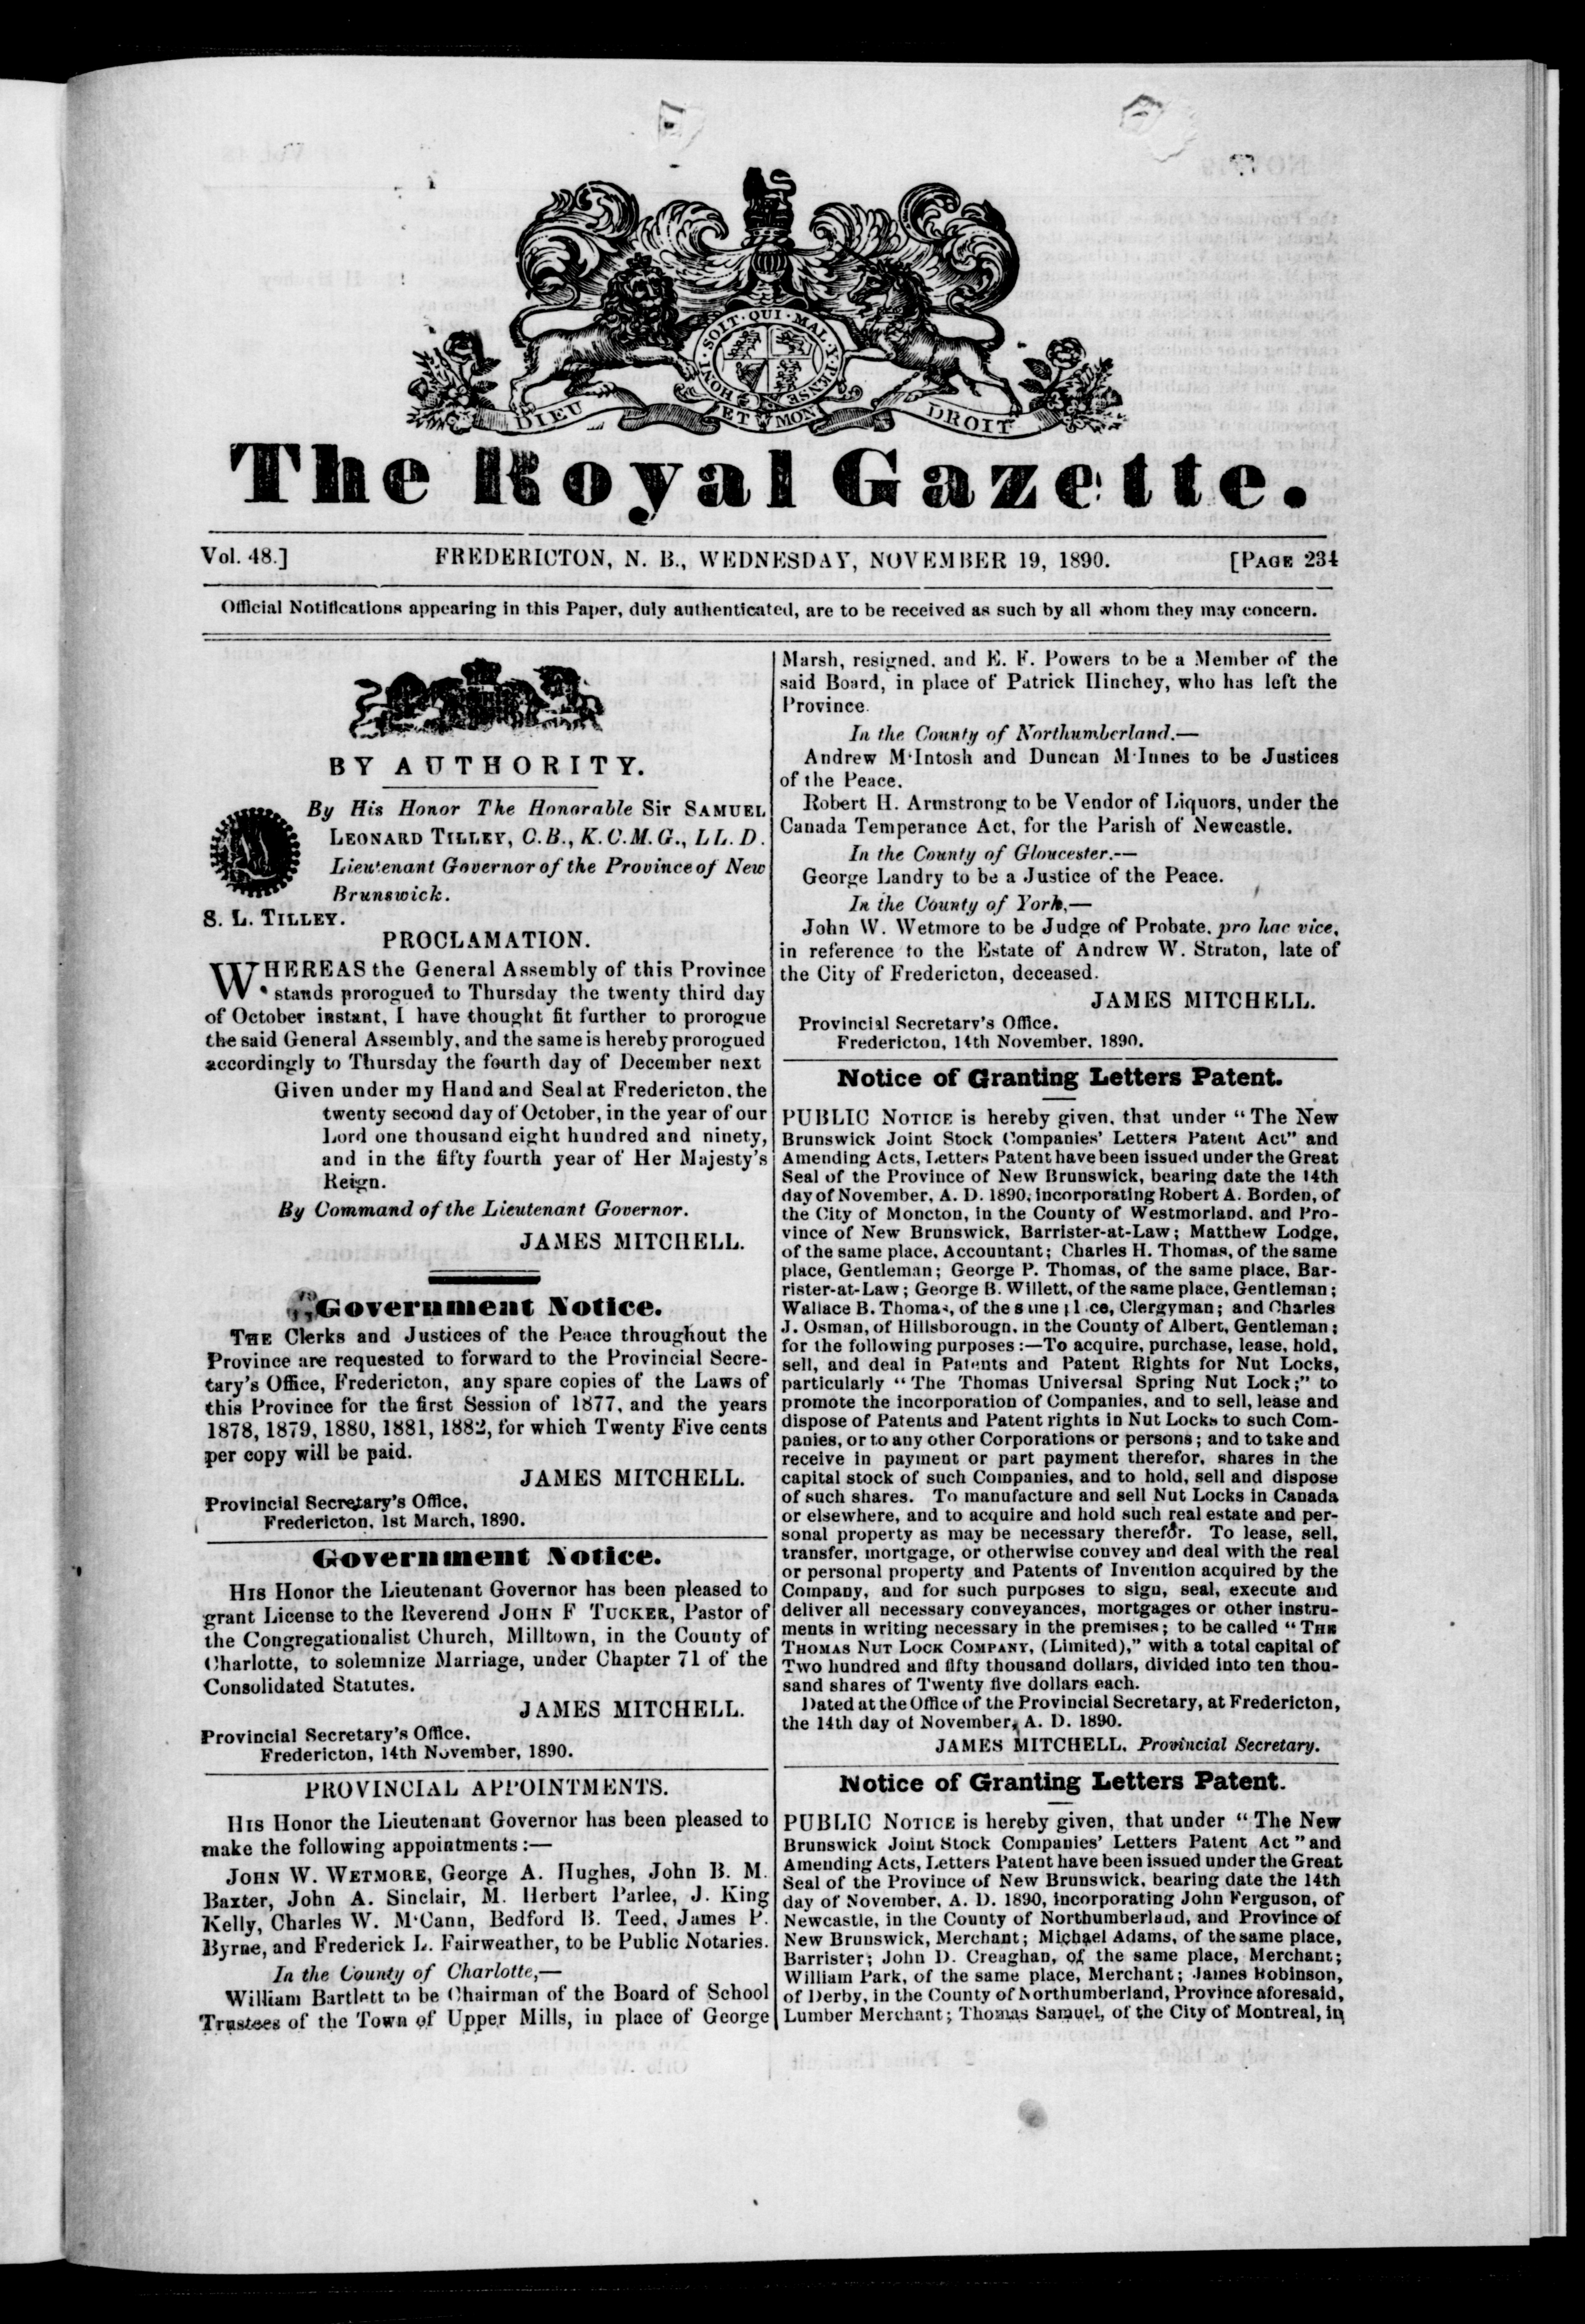 HONI · SOIT · QUI · MAL · Y · PENSE
DIEU ET MON DROIT
The Royal Gazette.
Vol. 48.] FREDERICTON, N. B., WEDNESDAY, NOVEMBER 19, 1890. [PAGE 234
Official Notifications appearing in this Paper, duly authenticated, are to be received as such by all whom they may concern.
BY AUTHORITY.
By His Honor The Honorable Sir SAMUEL
LEONARD TILLEY, C.B., K.C.M.G., LL.D.
Lieutenant Governor of the Province of New
Brunswick.
S. L. TILLEY.
PROCLAMATION.
WHEREAS the General Assembly of this Province
stands prorogued to Thursday the twenty third day
of October instant, I have thought fit further to prorogue
the said General Assembly, and the same is hereby prorogued
accordingly to Thursday the fourth day of December next
Given under my Hand and Seal at Fredericton, the
twenty second day of October, in the year of our
Lord one thousand eight hundred and ninety,
and in the fifty fourth year of Her Majesty's
Reign.
By Command of the Lieutenant Governor.
JAMES MITCHELL.
Government Notice.
THE Clerks and Justices of the Peace throughout the
Province are requested to forward to the Provincial Secre-
tary's Office, Fredericton, any spare copies of the Laws of
this Province for the first Session of 1877, and the years
1878, 1879, 1880, 1881, 1882, for which Twenty Five cents
per copy will be paid.
JAMES MITCHELL.
Provincial Secretary's Office,
Fredericton, 1st March, 1890.
Government Notice.
HIS Honor the Lieutenant Governor has been pleased to
grant License to the Reverend JOHN F TUCKER, Pastor of
the Congregationalist Church, Milltown, in the County of
Charlotte, to solemnize Marriage, under Chapter 71 of the
Consolidated Statutes.
JAMES MITCHELL.
Provincial Secretary's Office,
Fredericton, 14th November, 1890.
PROVINCIAL APPOINTMENTS.
HIS Honor the Lieutenant Governor has been pleased to
make the following appointments :—
JOHN W. WETMORE, George A. Hughes, John B. M.
Baxter, John A. Sinclair, M. Herbert Parlee, J. King
Kelly, Charles W. M'Cann, Bedford B. Teed, James P.
Byrne, and Frederick L. Fairweather, to be Public Notaries.
In the County of Charlotte,—
William Bartlett to be Chairman of the Board of School
Trustees of the Town of Upper Mills, in place of George
Marsh, resigned, and E. F. Powers to be a Member of the
said Board, in place of Patrick Hinchey, who has left the
Province.
In the County of Northumberland.—
Andrew M'Intosh and Duncan M'Innes to be Justices
of the Peace.
Robert H. Armstrong to be Vendor of Liquors, under the
Canada Temperance Act, for the Parish of Newcastle.
In the County of Gloucester.—
George Landry to be a Justice of the Peace.
In the County of York,—
John W. Wetmore to be Judge of Probate, pro hac vice,
in reference to the Estate of Andrew W. Straton, late of
the City of Fredericton, deceased.
JAMES MITCHELL.
Provincial Secretary's Office.
Fredericton, 14th November, 1890.
Notice of Granting Letters Patent.
PUBLIC NOTICE is hereby given, that under "The New
Brunswick Joint Stock Companies' Letters Patent Act" and
Amending Acts, Letters Patent have been issued under the Great
Seal of the Province of New Brunswick, bearing date the 14th
day of November, A. D. 1890, incorporating Robert A. Borden, of
the City of Moncton, in the County of Westmorland, and Pro-
vince of New Brunswick, Barrister-at-Law; Matthew Lodge,
of the same place, Accountant; Charles H. Thomas, of the same
place, Gentleman; George P. Thomas, of the same place, Bar-
rister-at-Law; George B. Willett, of the same place, Gentleman;
Wallace B. Thomas, of the s me pl ce, Clergyman; and Charles
J. Osman, of Hillsborough, in the County of Albert, Gentleman;
for the following purposes :—To acquire, purchase, lease, hold,
sell, and deal in Patents and Patent Rights for Nut Locks,
particularly "The Thomas Universal Spring Nut Lock;" to
promote the incorporation of Companies, and to sell, lease and
dispose of Patents and Patent rights in Nut Locks to such Com-
panies, or to any other Corporations or persons; and to take and
receive in payment or part payment therefor, shares in the
capital stock of such Companies, and to hold, sell and dispose
of such shares. To manufacture and sell Nut Locks in Canada
or elsewhere, and to acquire and hold such real estate and per-
sonal property as may be necessary therefor. To lease, sell,
transfer, mortgage, or otherwise convey and deal with the real
or personal property and Patents of Invention acquired by the
Company, and for such purposes to sign, seal, execute and
deliver all necessary conveyances, mortgages or other instru-
ments in writing necessary in the premises; to be called "THE
THOMAS NUT LOCK COMPANY, (Limited)," with a total capital of
Two hundred and fifty thousand dollars, divided into ten thou-
sand shares of Twenty five dollars each.
Dated at the Office of the Provincial Secretary, at Fredericton,
the 14th day of November, A. D. 1890.
JAMES MITCHELL, Provincial Secretary.
Notice of Granting Letters Patent.
PUBLIC NOTICE is hereby given, that under "The New
Brunswick Joint Stock Companies' Letters Patent Act" and
Amending Acts, Letters Patent have been issued under the Great
Seal of the Province of New Brunswick, bearing date the 14th
day of November, A. D. 1890, incorporating John Ferguson, of
Newcastle, in the County of Northumberland, and Province of
New Brunswick, Merchant; Michael Adams, of the same place,
Barrister; John D. Creaghan, of the same place, Merchant;
William Park, of the same place, Merchant; James Robinson,
of Derby, in the County of Northumberland, Province aforesaid,
Lumber Merchant; Thomas Samuel, of the City of Montreal, in